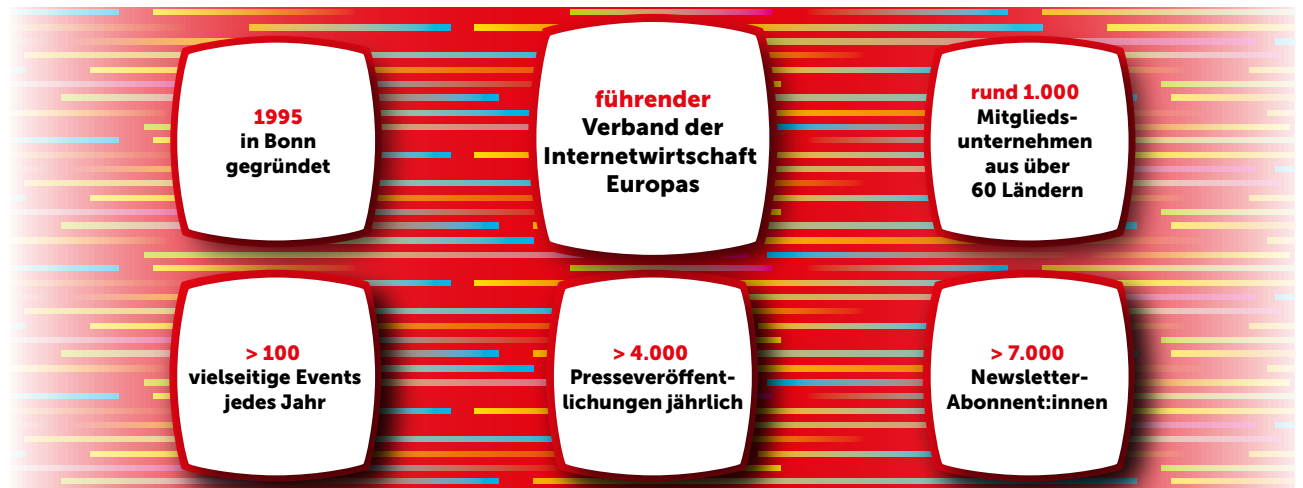 1995
in Bonn
gegründet
führender
Verband der
Internetwirtschaft
Europas
rund 1.000
Mitglieds-
unternehmen
aus über
60 Ländern
> 100
vielseitige Events
jedes Jahr
> 4.000
Presseveröffent-
lichungen jährlich
> 7.000
Newsletter-
Abonnent:innen